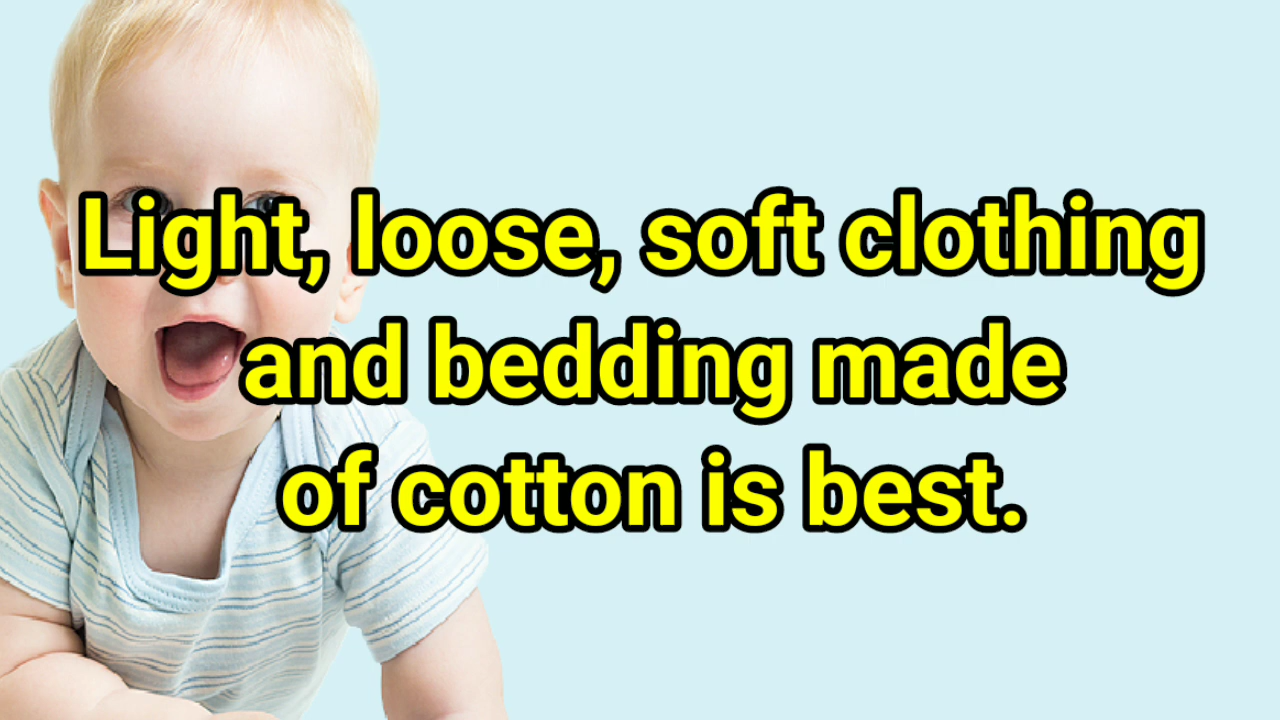 Light, loose, soft clothing
and bedding made
of cotton is best.